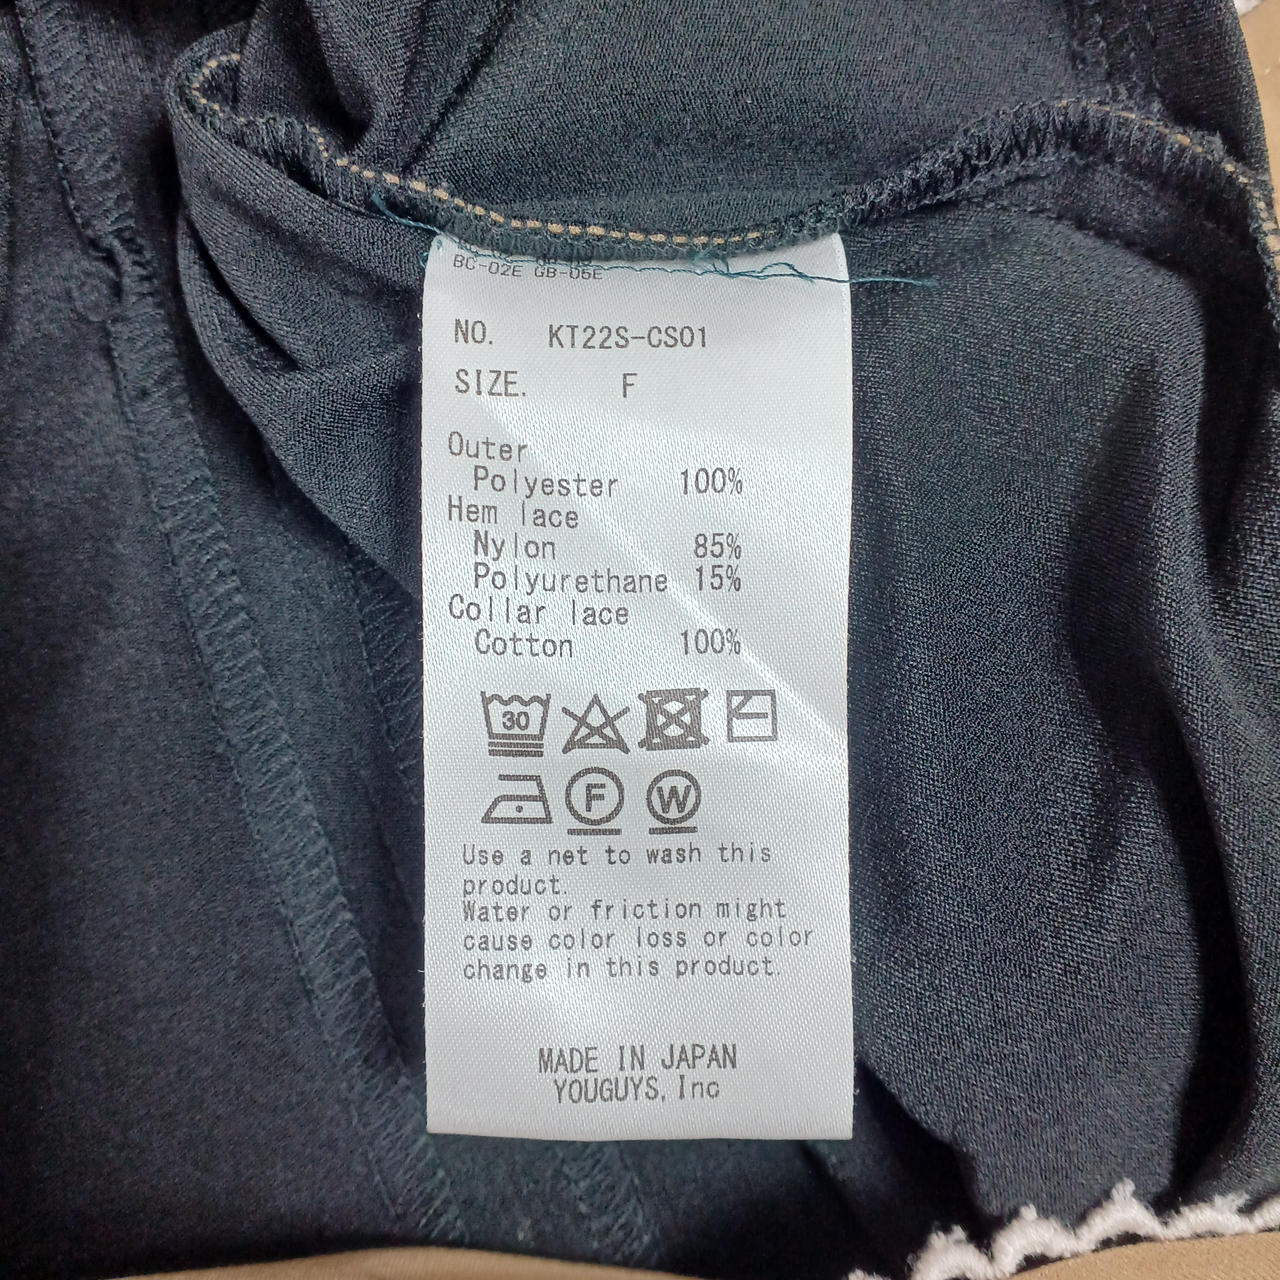 BC-02E GB-06E
NO. KT22S-CS01
SIZE. F
Outer
Polyester 100%
Hem lace
Nylon 85%
Polyurethane 15%
Collar lace
Cotton 100%
30
F W
Use a net to wash this
product.
Water or friction might
cause color loss or color
change in this product.
MADE IN JAPAN
YOUGUYS, Inc